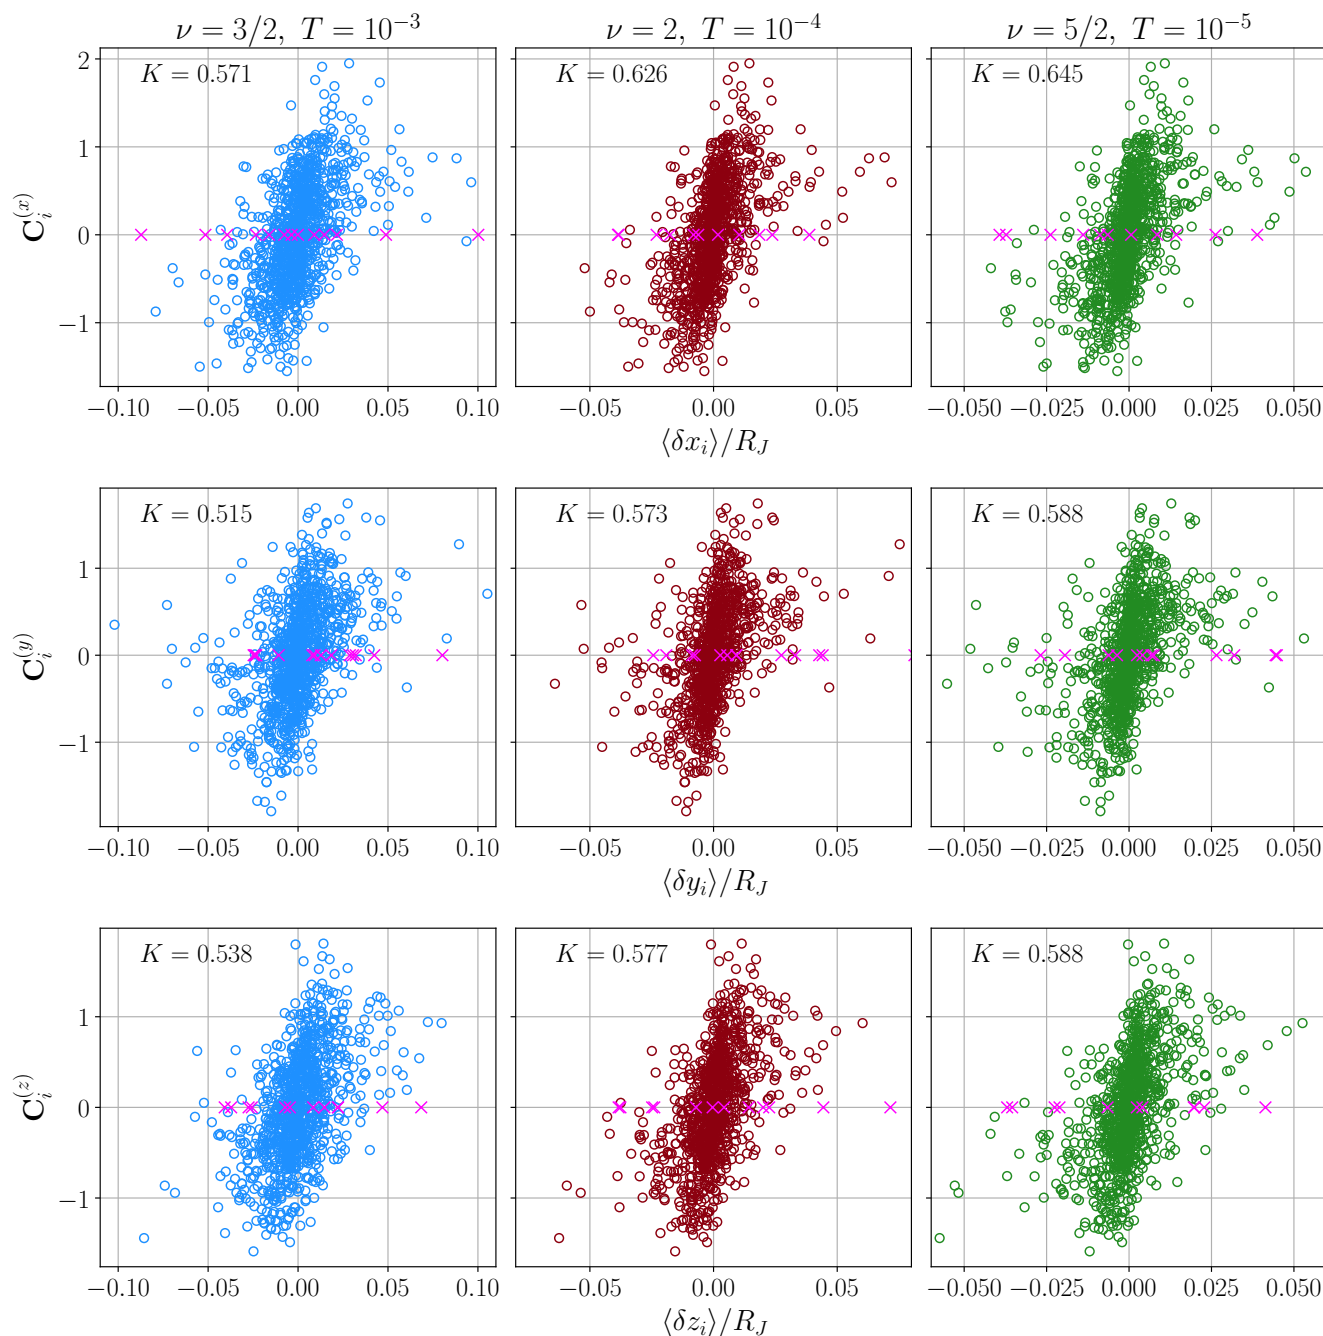 ν = 3/2, T = 10⁻³
ν = 2, T = 10⁻⁴
ν = 5/2, T = 10⁻⁵
K = 0.571
K = 0.626
K = 0.645
2
1
0
−1
C_i^(x)
−0.10 −0.05 0.00 0.05 0.10
−0.05 0.00 0.05
−0.050 −0.025 0.000 0.025 0.050
⟨δx_i⟩/R_J
K = 0.515
K = 0.573
K = 0.588
1
0
−1
C_i^(y)
−0.10 −0.05 0.00 0.05 0.10
−0.05 0.00 0.05
−0.050 −0.025 0.000 0.025 0.050
⟨δy_i⟩/R_J
K = 0.538
K = 0.577
K = 0.588
1
0
−1
C_i^(z)
−0.10 −0.05 0.00 0.05 0.10
−0.05 0.00 0.05
−0.050 −0.025 0.000 0.025 0.050
⟨δz_i⟩/R_J